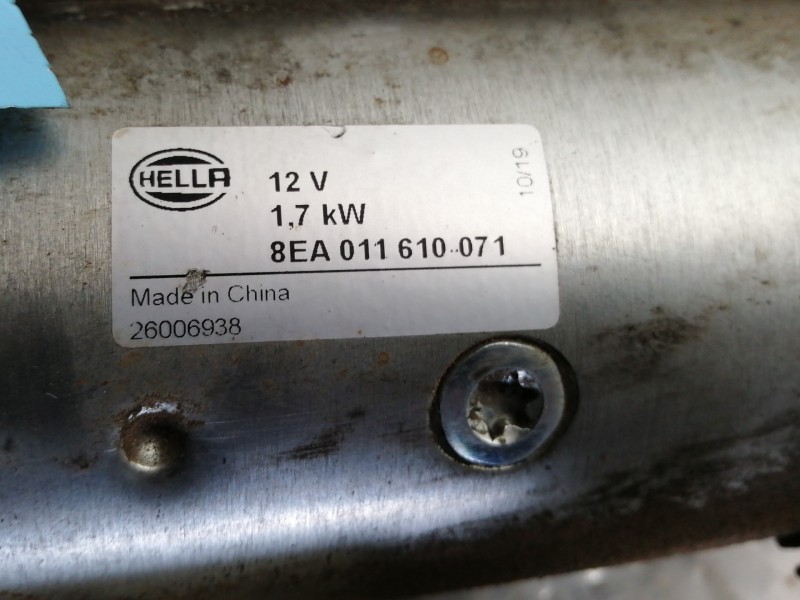 HELLA
12 V
1,7 kW
8EA 011 610-071
Made in China
26006938
10/19